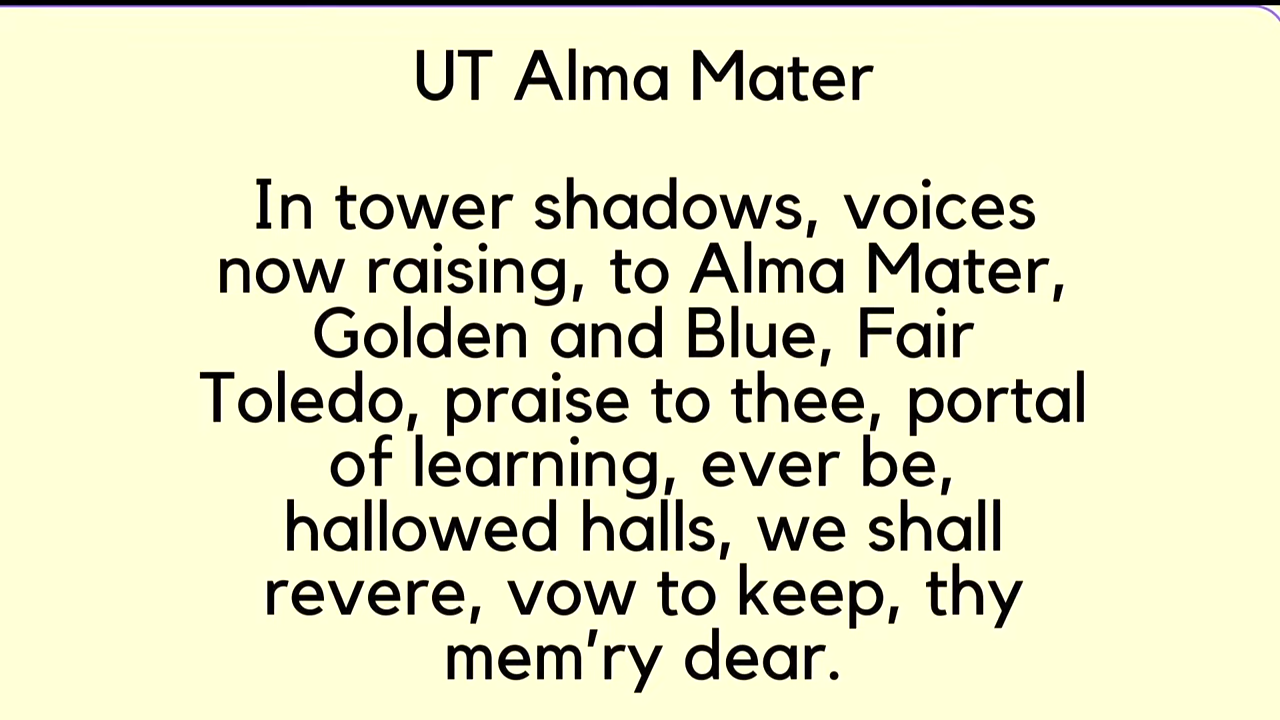 UT Alma Mater
In tower shadows, voices
now raising, to Alma Mater,
Golden and Blue, Fair
Toledo, praise to thee, portal
of learning, ever be,
hallowed halls, we shall
revere, vow to keep, thy
mem’ry dear.